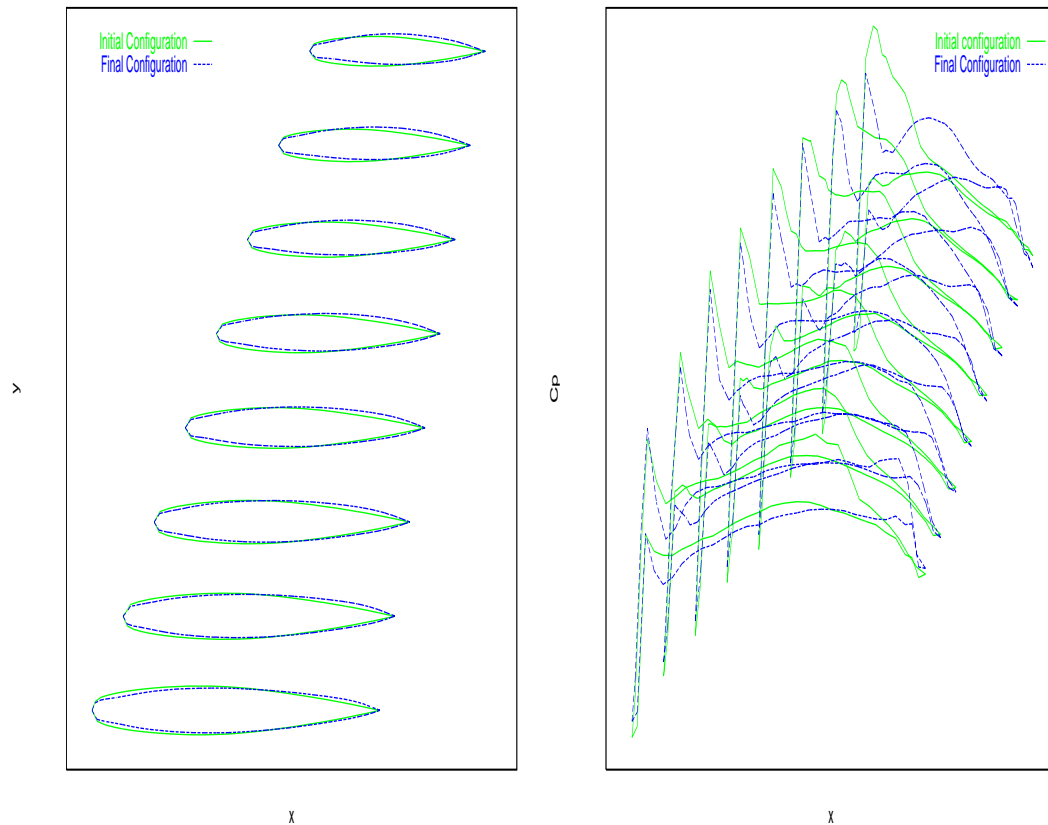 Initial Configuration
Final Configuration
y
x
Initial configuration
Final Configuration
Cp
x